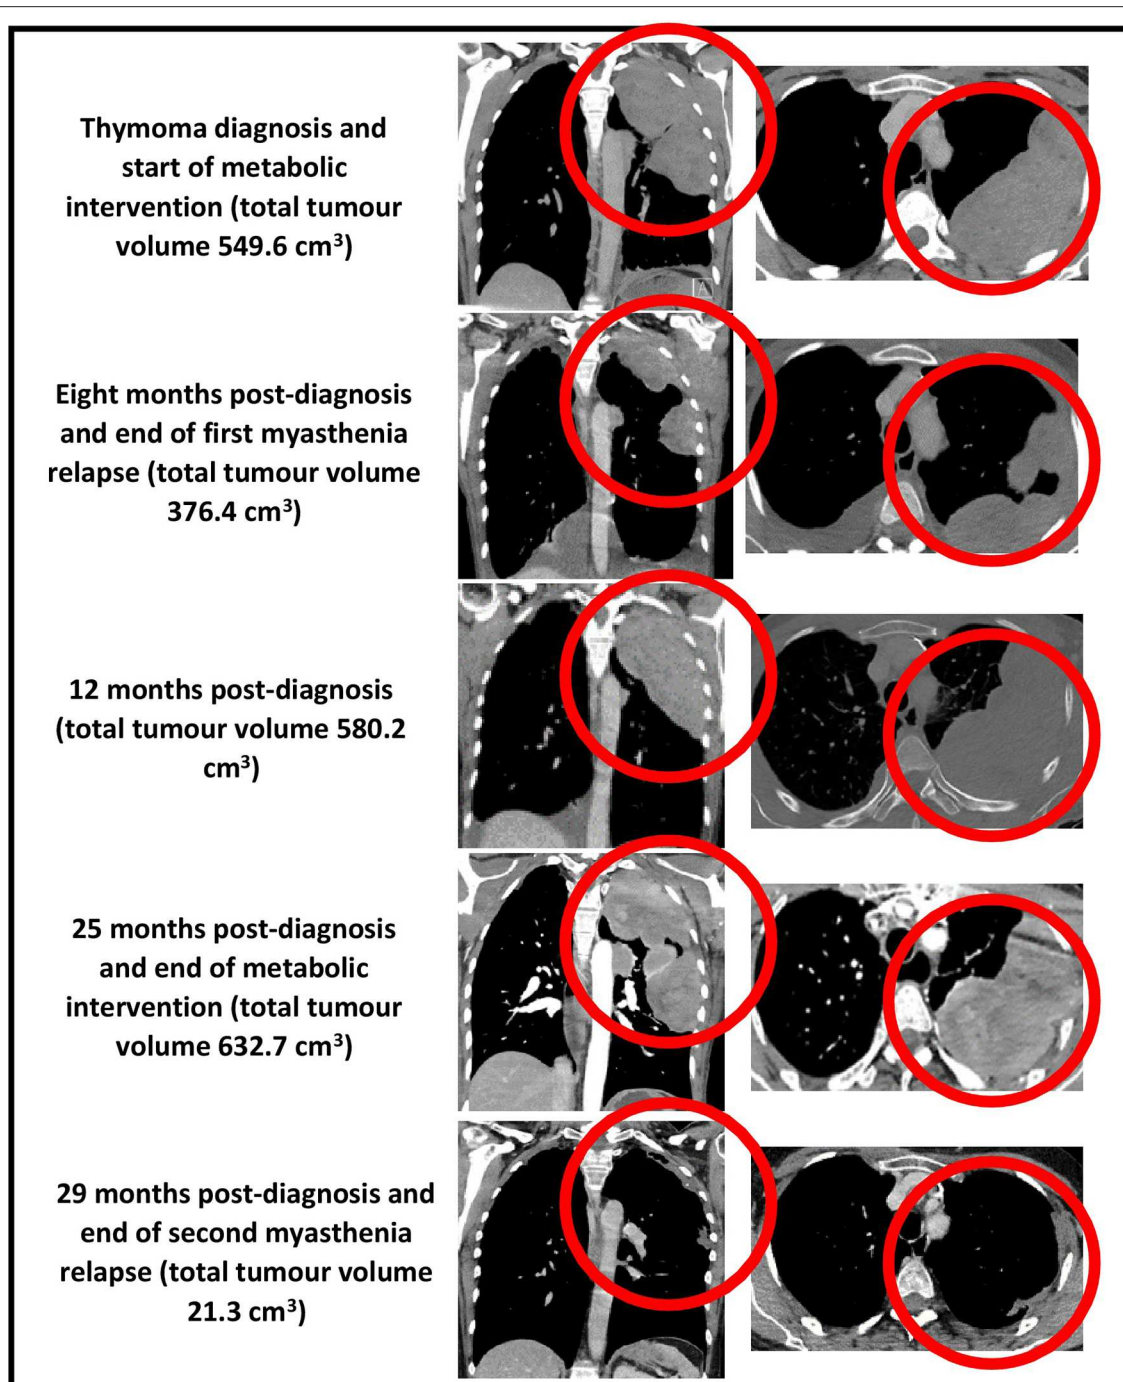 Thymoma diagnosis and
start of metabolic
intervention (total tumour
volume 549.6 cm³)
A
Eight months post-diagnosis
and end of first myasthenia
relapse (total tumour volume
376.4 cm³)
12 months post-diagnosis
(total tumour volume 580.2
cm³)
25 months post-diagnosis
and end of metabolic
intervention (total tumour
volume 632.7 cm³)
29 months post-diagnosis and
end of second myasthenia
relapse (total tumour volume
21.3 cm³)